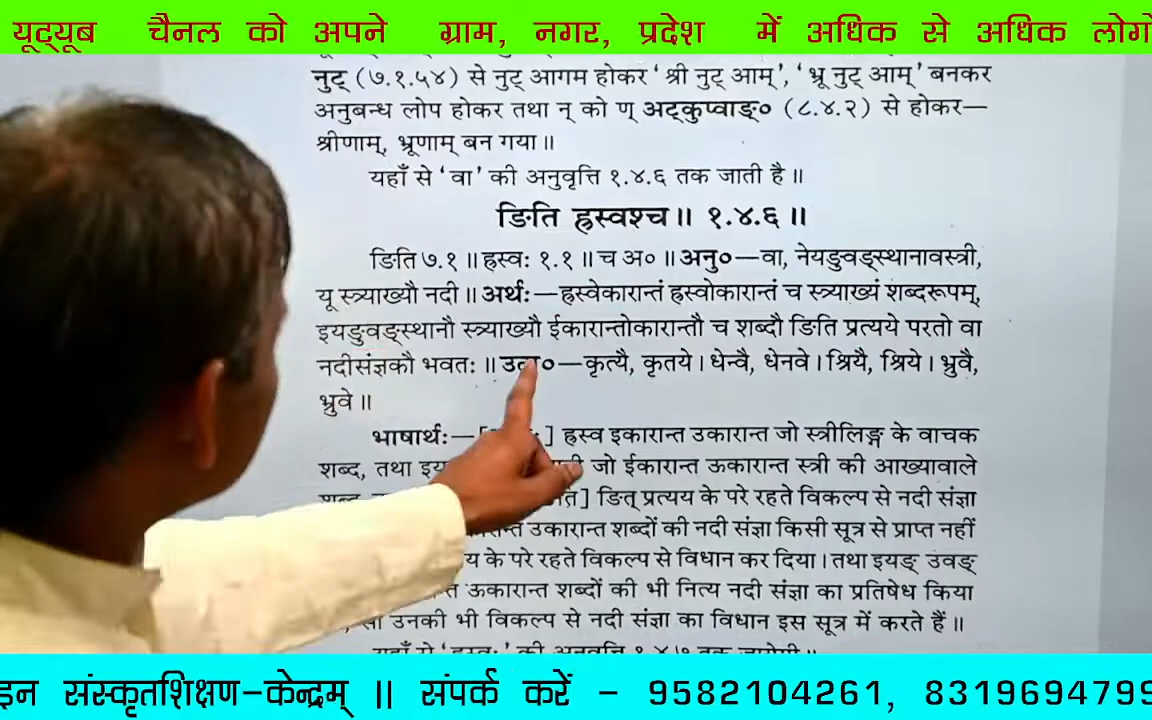 यूट्यूब चैनल को अपने ग्राम, नगर, प्रदेश में अधिक से अधिक लोगो
नुट् (७.१.५४) से नुट् आगम होकर ‘श्री नुट् आम्’, ‘भ्रू नुट् आम्’ बनकर
अनुबन्ध लोप होकर तथा न् को ण् अट्कुप्वाङ्० (८.४.२) से होकर—
श्रीणाम्, भ्रूणाम् बन गया॥
यहाँ से ‘वा’ की अनुवृत्ति १.४.६ तक जाती है॥
ङिति ह्रस्वश्च॥ १.४.६॥
ङिति ७.१॥ ह्रस्वः १.१॥ च अ०॥ अनु०—वा, नेयङुवङ्स्थानावस्त्री,
यू स्त्र्याख्यौ नदी॥ अर्थः—ह्रस्वेकारान्तं ह्रस्वोकारान्तं च स्त्र्याख्यं शब्दरूपम्,
इयङुवङ्स्थानौ स्त्र्याख्यौ ईकारान्तोकारान्तौ च शब्दौ ङिति प्रत्यये परतो वा
नदीसंज्ञकौ भवतः॥ —कृत्यै, कृतये। धेन्वै, धेनवे। श्रियै, श्रिये। भ्रुवै,
भ्रुवे॥
भाषार्थः—[ ] ह्रस्व इकारान्त उकारान्त जो स्त्रीलिङ्ग के वाचक
शब्द, तथा जो ईकारान्त ऊकारान्त स्त्री की आख्यावाले
] ङित् प्रत्यय के परे रहते विकल्प से नदी संज्ञा
उकारान्त शब्दों की नदी संज्ञा किसी सूत्र से प्राप्त नहीं
के परे रहते विकल्प से विधान कर दिया। तथा इयङ् उवङ्
ऊकारान्त शब्दों की भी नित्य नदी संज्ञा का प्रतिषेध किया
उनकी भी विकल्प से नदी संज्ञा का विधान इस सूत्र में करते हैं॥
इन संस्कृतशिक्षण-केन्द्रम् || संपर्क करें - 9582104261, 8319694799